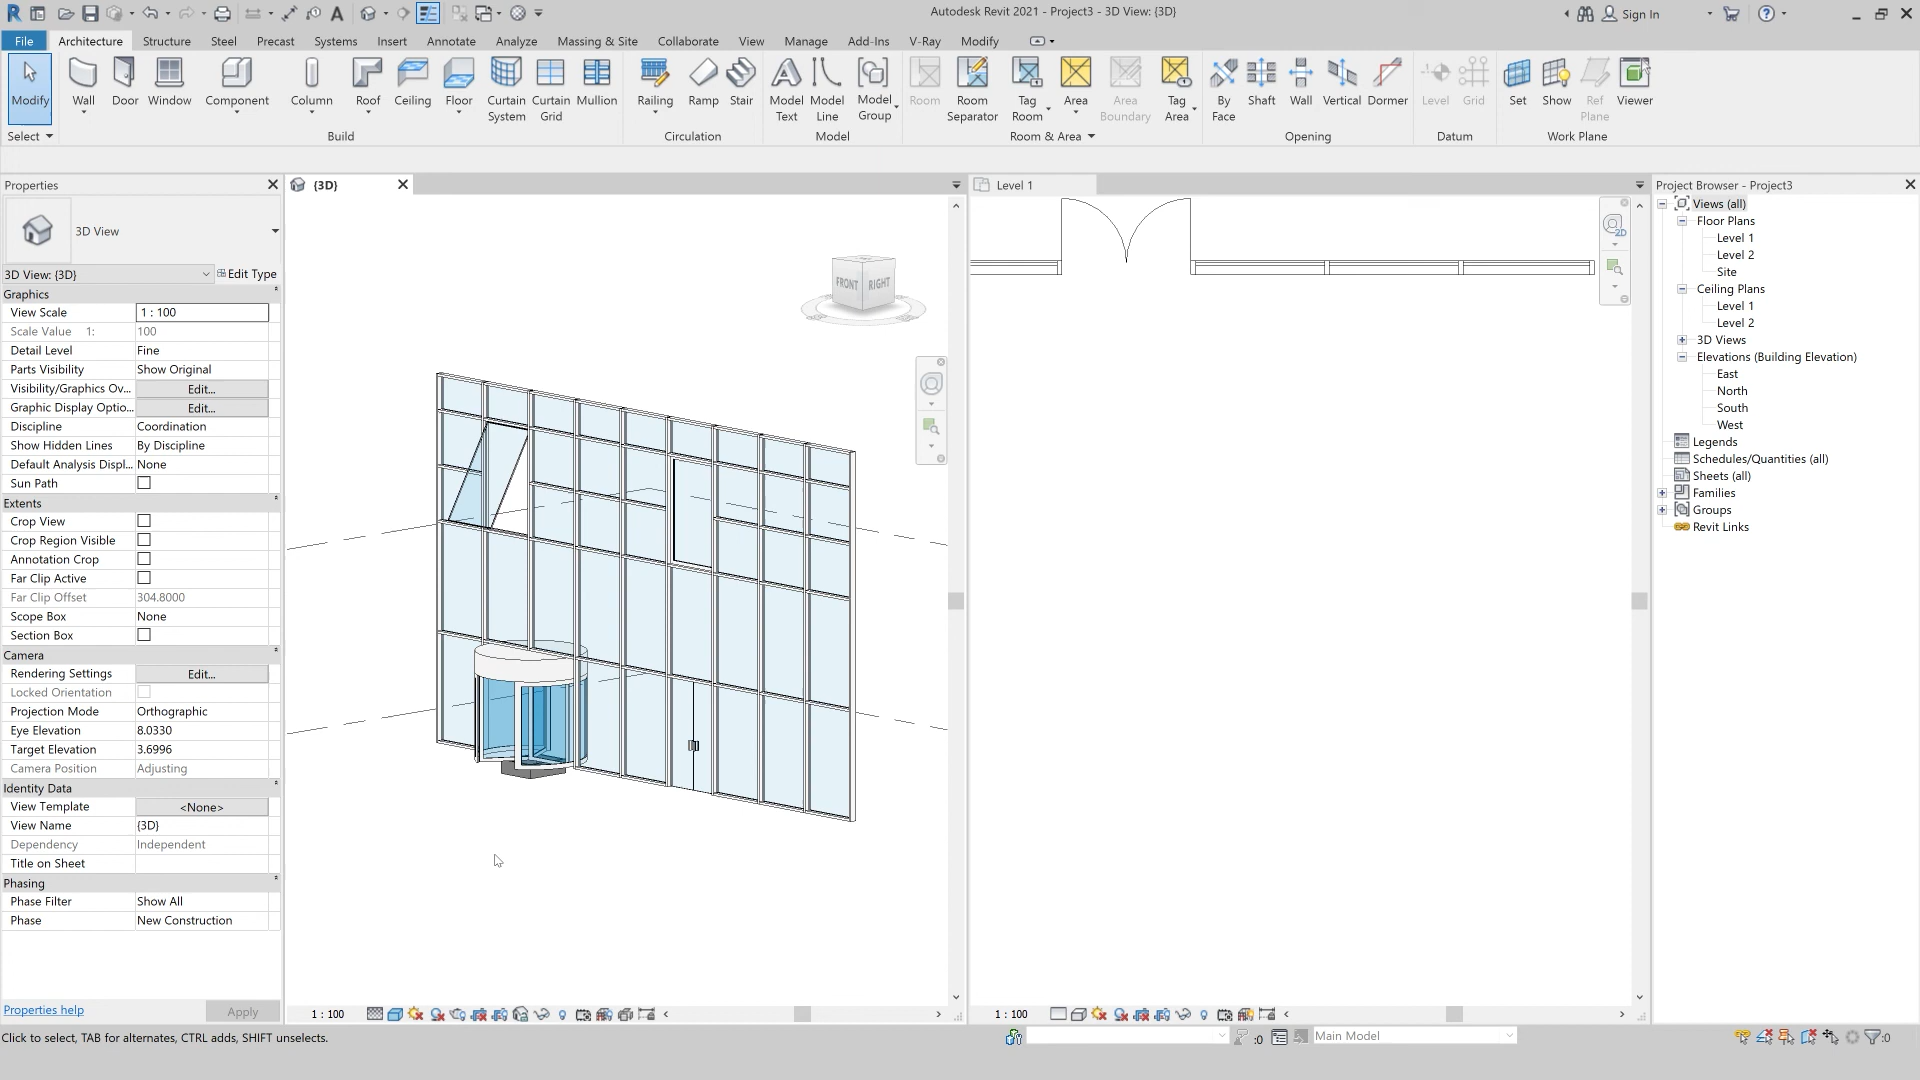 Autodesk Revit 2021 - Project3 - 3D View: {3D}
Sign In
File
Architecture
Structure
Steel
Precast
Systems
Insert
Annotate
Analyze
Massing & Site
Collaborate
View
Manage
Add-Ins
V-Ray
Modify
Modify
Wall
Door
Window
Component
Column
Roof
Ceiling
Floor
Curtain
System
Curtain
Grid
Mullion
Railing
Ramp
Stair
Model
Text
Model
Line
Model
Group
Room
Room
Separator
Tag
Room
Area
Area
Boundary
Tag
Area
By
Face
Shaft
Wall
Vertical
Dormer
Level
Grid
Set
Show
Ref
Plane
Viewer
Select
Build
Circulation
Model
Room & Area
Opening
Datum
Work Plane
Properties
3D View
3D View: {3D}
Edit Type
Graphics
View Scale
1 : 100
Scale Value 1:
100
Detail Level
Fine
Parts Visibility
Show Original
Visibility/Graphics Ov...
Edit...
Graphic Display Optio...
Edit...
Discipline
Coordination
Show Hidden Lines
By Discipline
Default Analysis Displ...
None
Sun Path
Extents
Crop View
Crop Region Visible
Annotation Crop
Far Clip Active
Far Clip Offset
304.8000
Scope Box
None
Section Box
Camera
Rendering Settings
Edit...
Locked Orientation
Projection Mode
Orthographic
Eye Elevation
8.0330
Target Elevation
3.6996
Camera Position
Adjusting
Identity Data
View Template
<None>
View Name
{3D}
Dependency
Independent
Title on Sheet
Phasing
Phase Filter
Show All
Phase
New Construction
Properties help
Apply
{3D}
FRONT
RIGHT
1 : 100
Level 1
2D
1 : 100
Project Browser - Project3
Views (all)
Floor Plans
Level 1
Level 2
Site
Ceiling Plans
Level 1
Level 2
3D Views
Elevations (Building Elevation)
East
North
South
West
Legends
Schedules/Quantities (all)
Sheets (all)
Families
Groups
Revit Links
Click to select, TAB for alternates, CTRL adds, SHIFT unselects.
:0
Main Model
:0